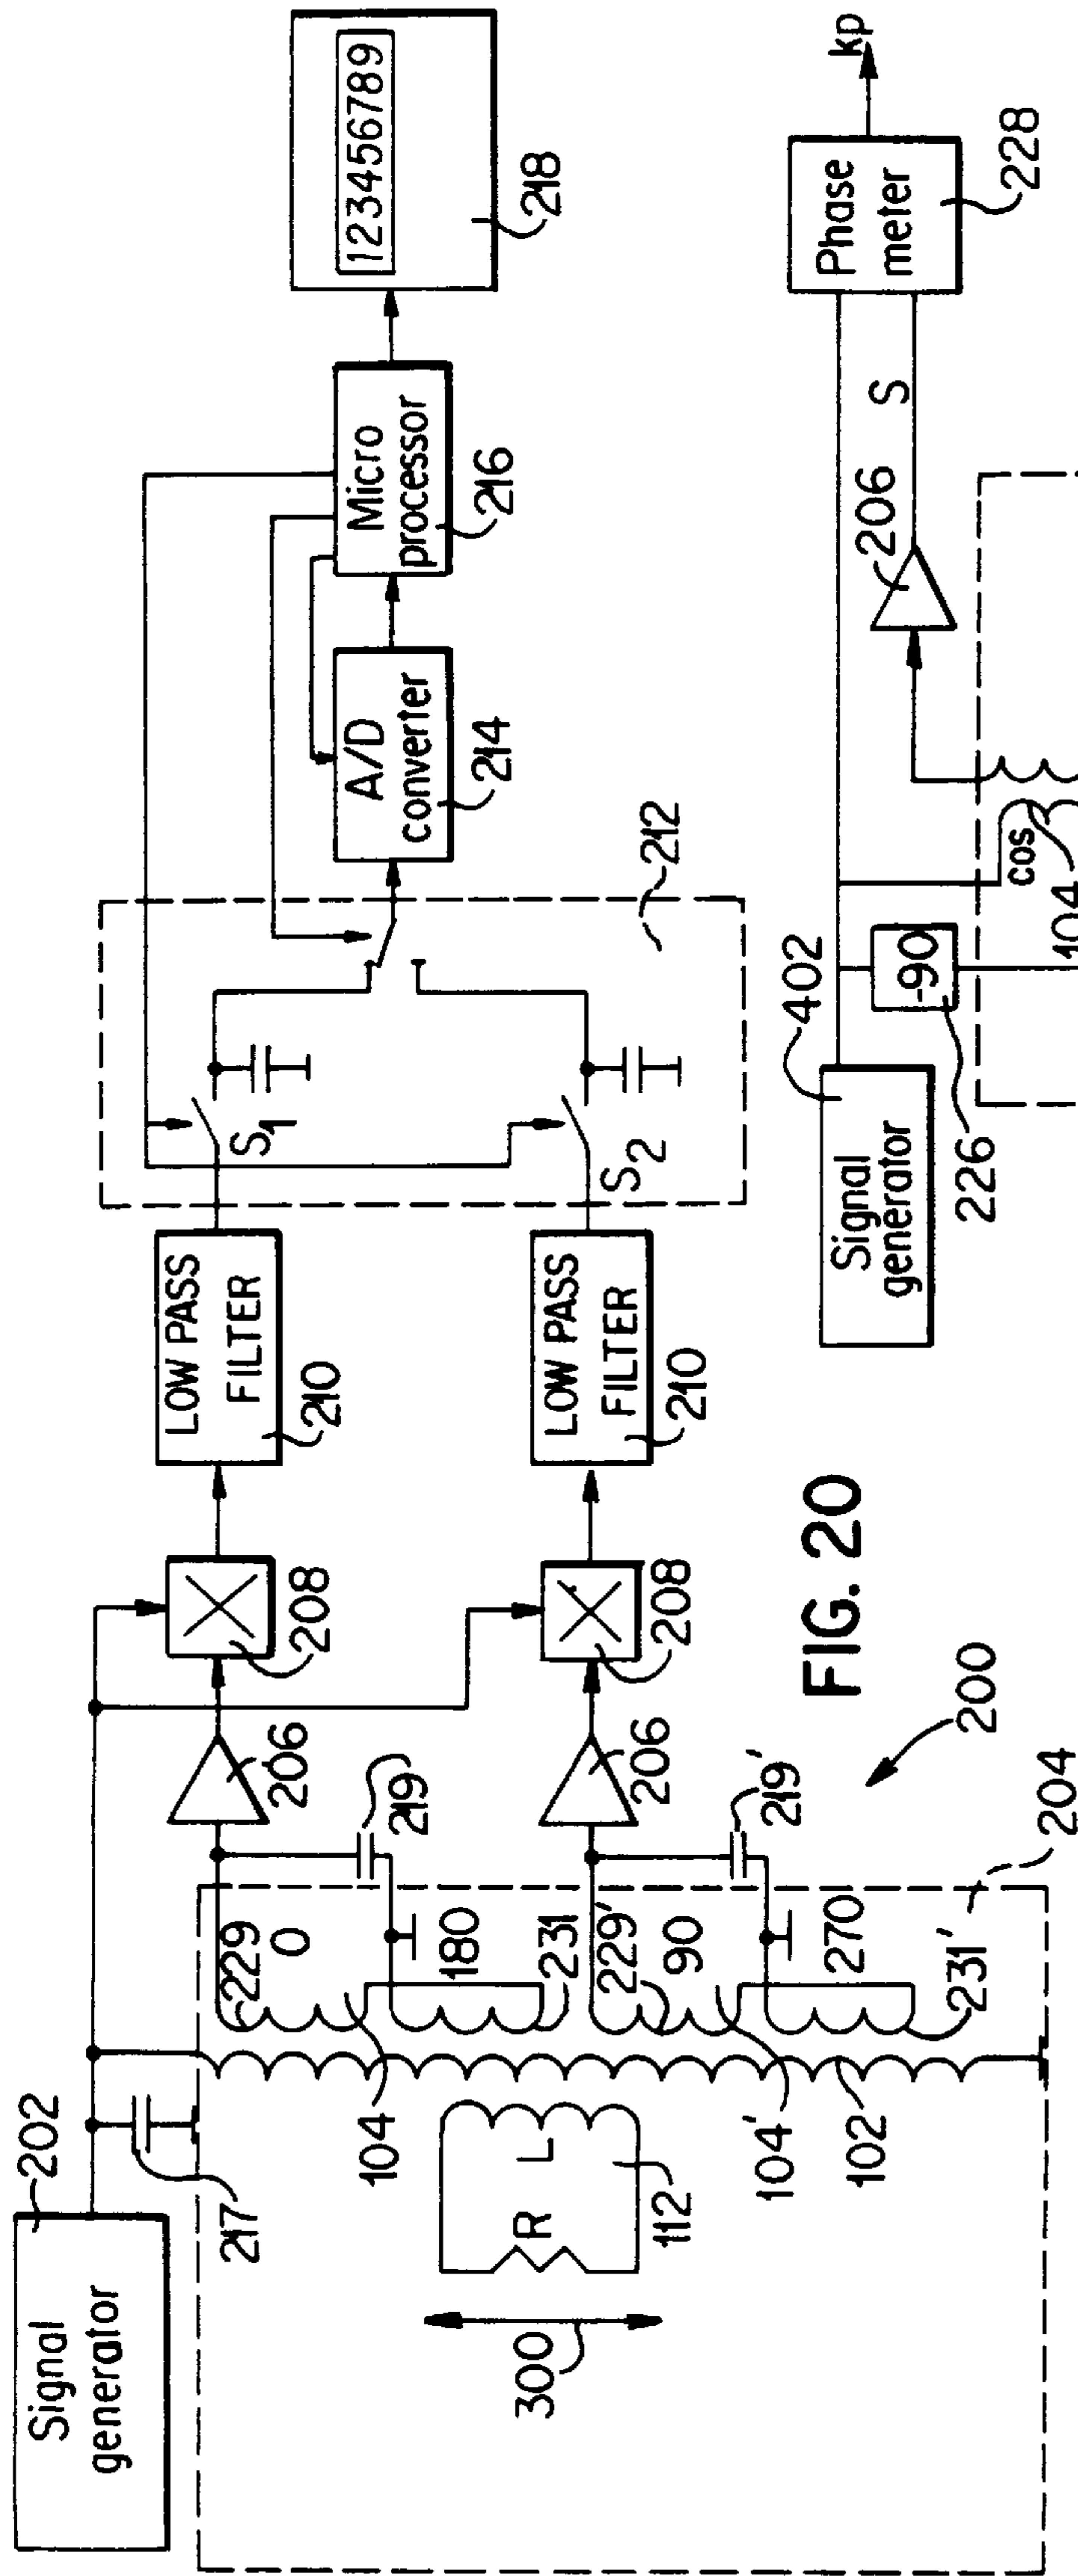 Signal
generator
202
217
229
0
104
180
231
219
206
208
LOW PASS
FILTER
210
S1
S2
212
A/D
converter
214
Micro
processor
216
123456789
218
229'
90
104'
270
231'
219'
206
208
LOW PASS
FILTER
210
R
L
112
102
300
204
200
FIG. 20
Signal
generator
402
-90
226
cos
104
206
S
Phase
meter
228
kp